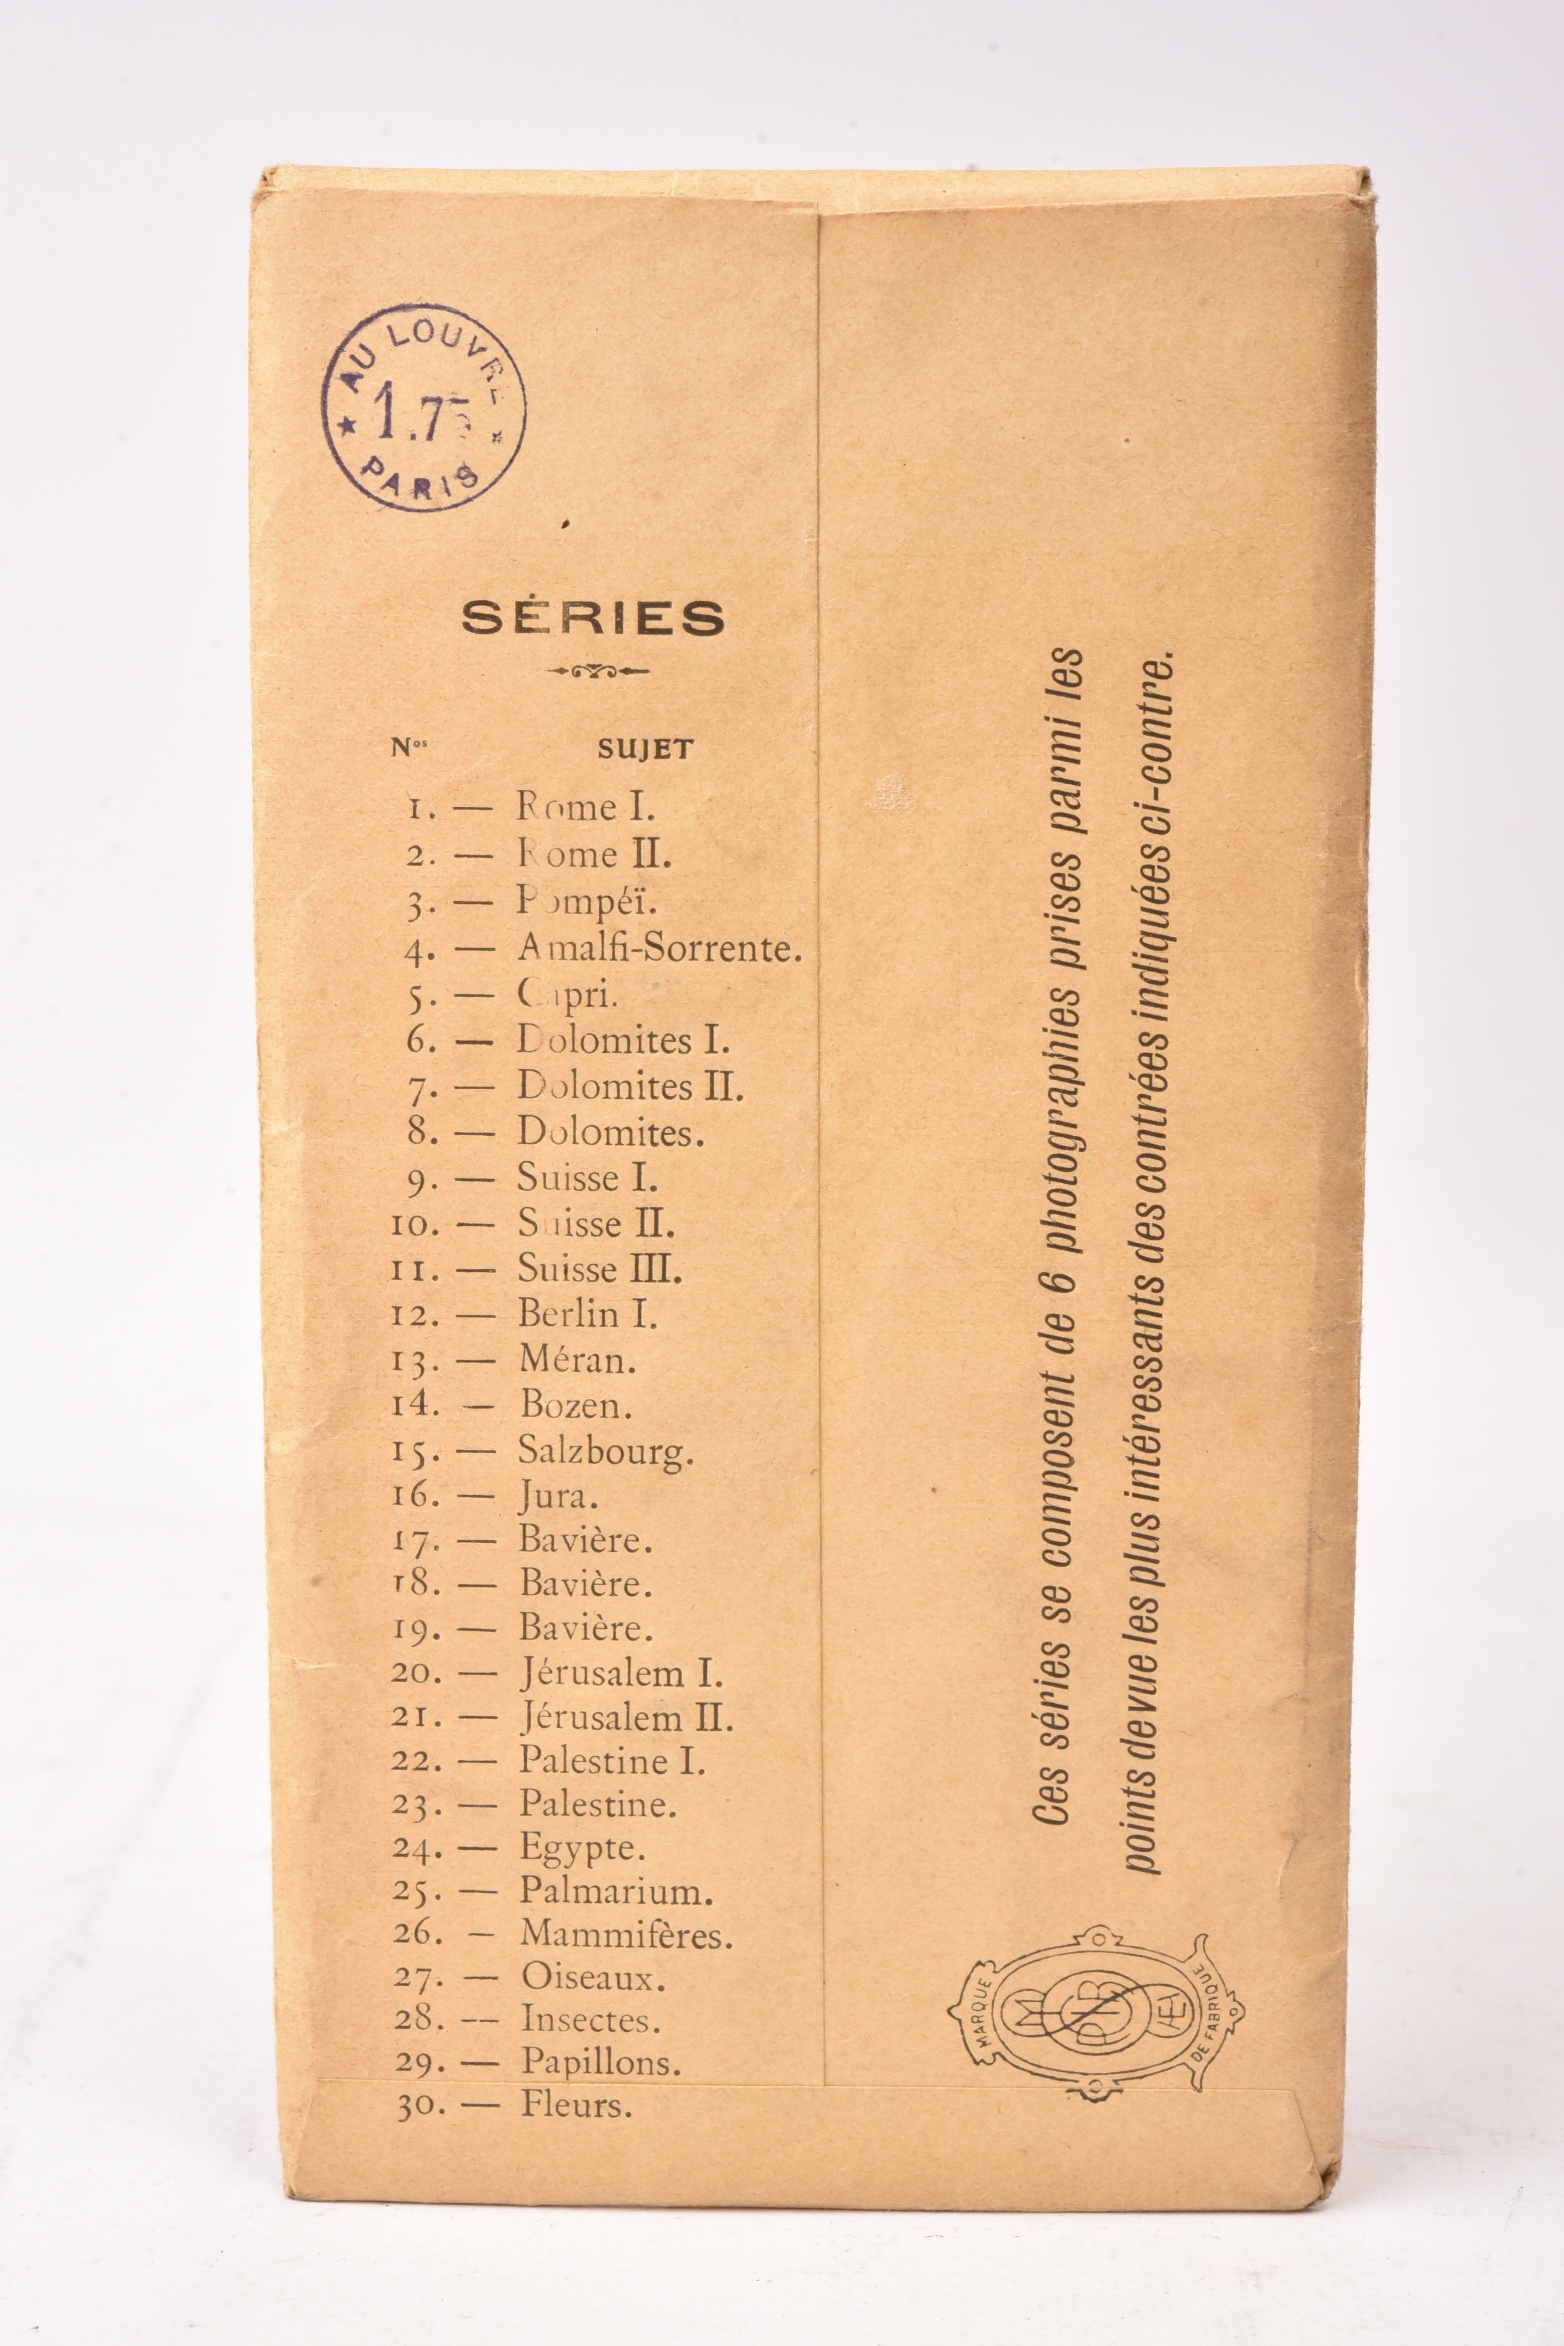 AU LOUVRE
1.75
PARIS
SÉRIES
Nos SUJET
1. — Rome I.
2. — Rome II.
3. — Pompéï.
4. — Amalfi-Sorrente.
5. — Capri.
6. — Dolomites I.
7. — Dolomites II.
8. — Dolomites.
9. — Suisse I.
10. — Suisse II.
11. — Suisse III.
12. — Berlin I.
13. — Méran.
14. — Bozen.
15. — Salzbourg.
16. — Jura.
17. — Bavière.
18. — Bavière.
19. — Bavière.
20. — Jérusalem I.
21. — Jérusalem II.
22. — Palestine I.
23. — Palestine.
24. — Egypte.
25. — Palmarium.
26. — Mammifères.
27. — Oiseaux.
28. — Insectes.
29. — Papillons.
30. — Fleurs.
Ces séries se composent de 6 photographies prises parmi les
points de vue les plus intéressants des contrées indiquées ci-contre.
MARQUE
DE FABRIQUE